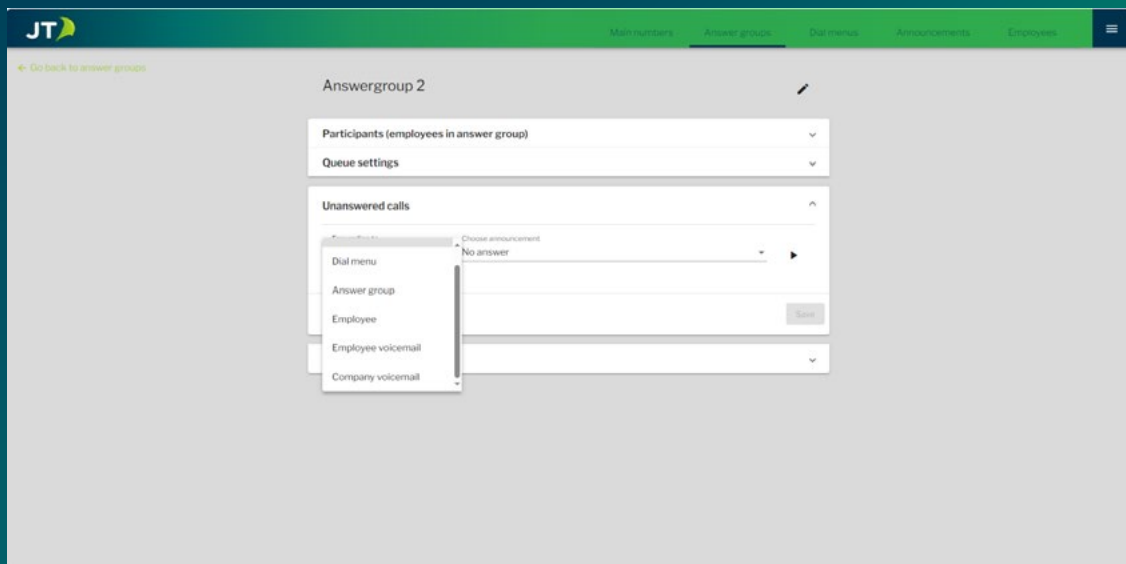 JT
Main numbers Answer groups Dial menus Announcements Employees
← Go back to answer groups
Answergroup 2
Participants (employees in answer group)
Queue settings
Unanswered calls
Choose announcement
No answer
Dial menu
Answer group
Employee
Employee voicemail
Company voicemail
Save